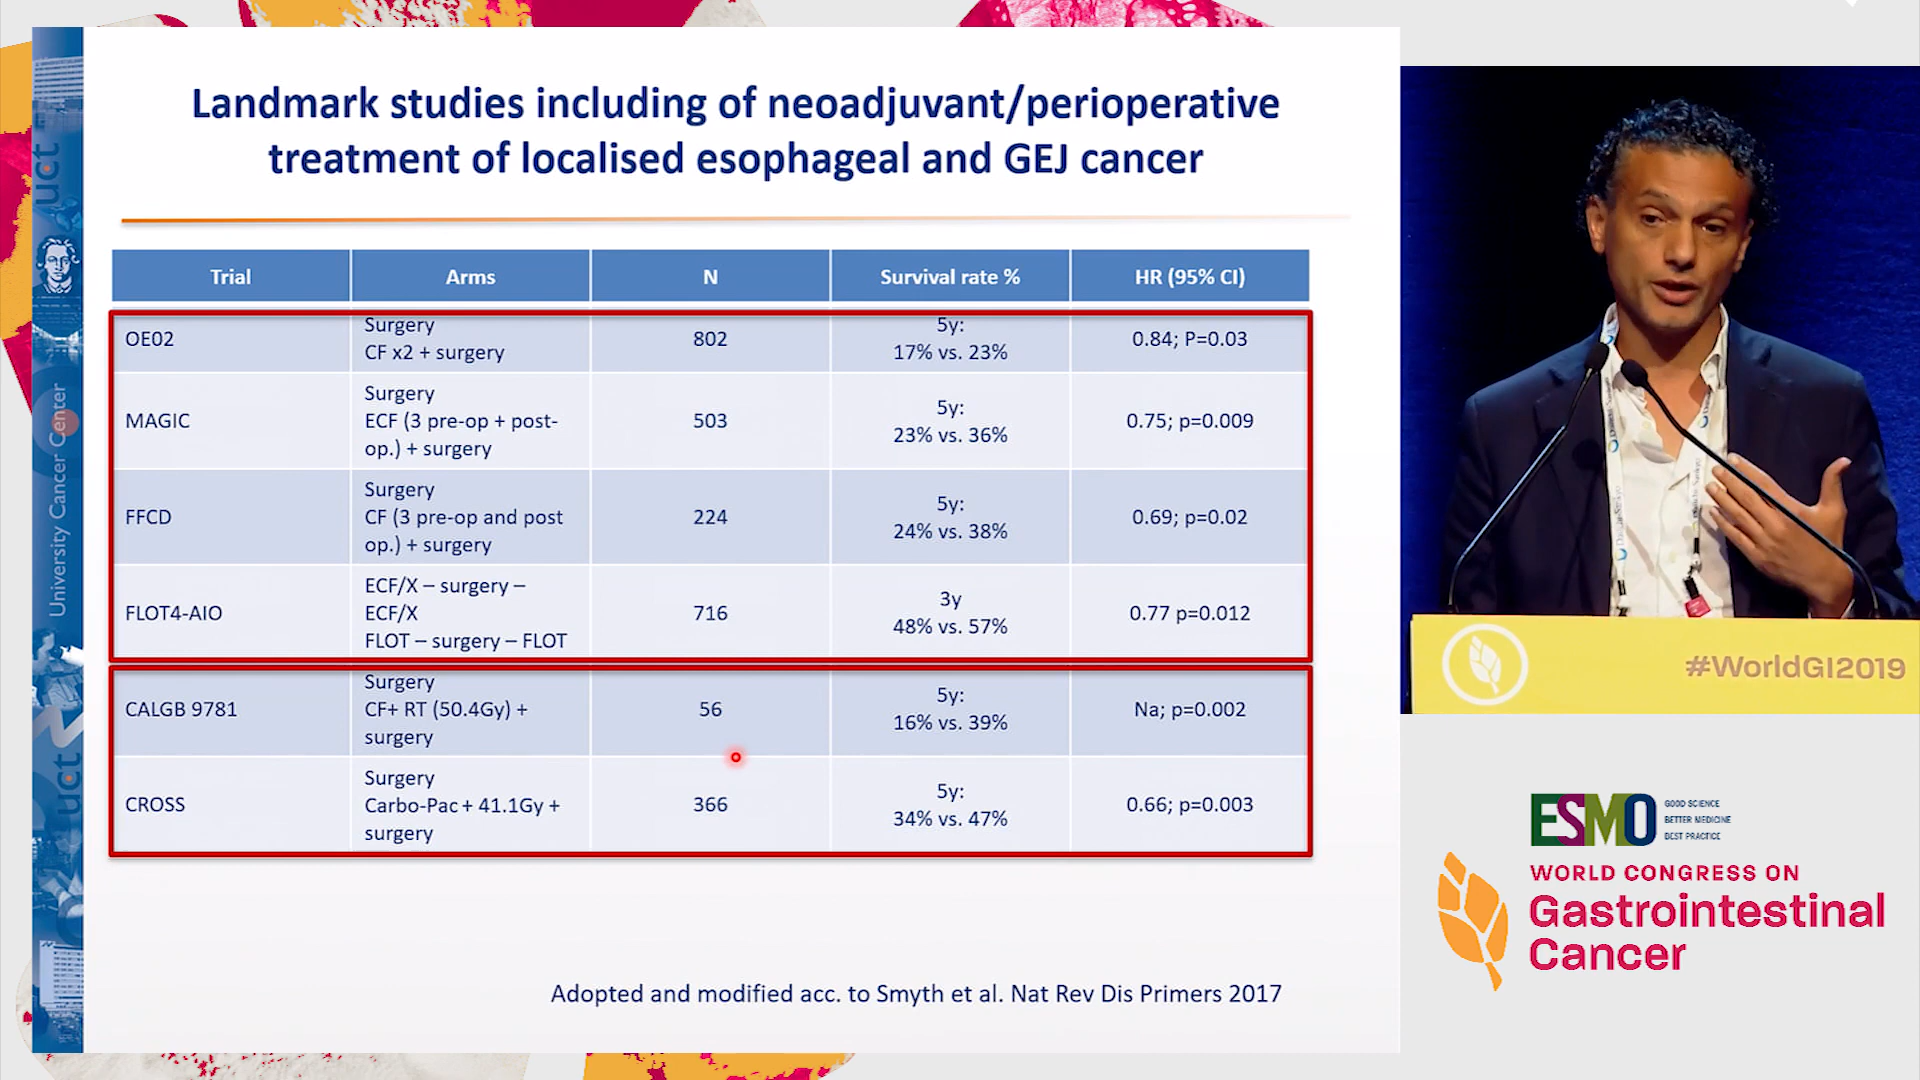 Landmark studies including of neoadjuvant/perioperative
treatment of localised esophageal and GEJ cancer
Trial
Arms
N
Survival rate %
HR (95% CI)
OE02
Surgery
CF x2 + surgery
802
5y:
17% vs. 23%
0.84; P=0.03
MAGIC
Surgery
ECF (3 pre-op + post-
op.) + surgery
503
5y:
23% vs. 36%
0.75; p=0.009
FFCD
Surgery
CF (3 pre-op and post
op.) + surgery
224
5y:
24% vs. 38%
0.69; p=0.02
FLOT4-AIO
ECF/X – surgery –
ECF/X
FLOT – surgery – FLOT
716
3y
48% vs. 57%
0.77 p=0.012
CALGB 9781
Surgery
CF+ RT (50.4Gy) +
surgery
56
5y:
16% vs. 39%
Na; p=0.002
CROSS
Surgery
Carbo-Pac + 41.1Gy +
surgery
366
5y:
34% vs. 47%
0.66; p=0.003
Adopted and modified acc. to Smyth et al. Nat Rev Dis Primers 2017
uct
University Cancer Center
uct
#WorldGI2019
ESMO
GOOD SCIENCE
BETTER MEDICINE
BEST PRACTICE
WORLD CONGRESS ON
Gastrointestinal
Cancer